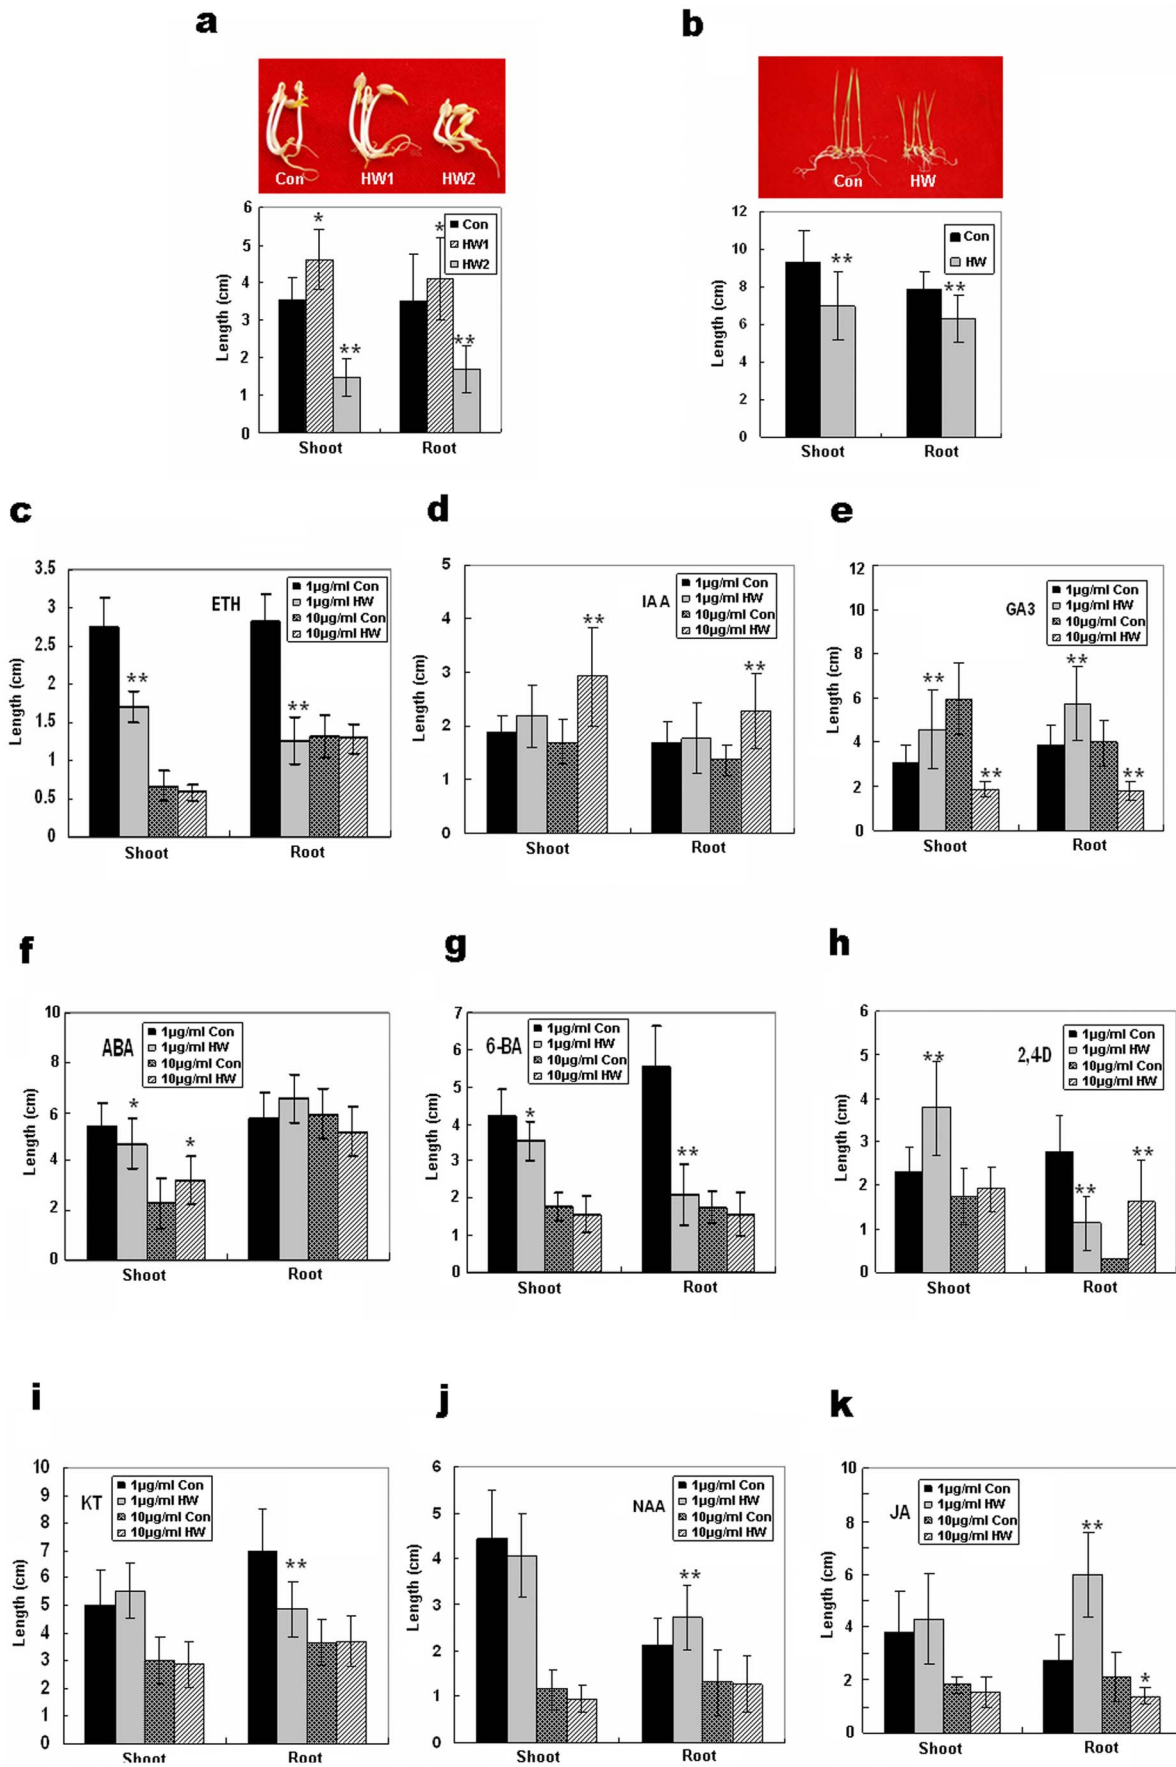 a
Con HW1 HW2
6
5
4
3
2
1
0
Length (cm)
* * ** **
Con
HW1
HW2
Shoot Root
b
Con HW
12
10
8
6
4
2
0
Length (cm)
** **
Con
HW
Shoot Root
c
3.5
3
2.5
2
1.5
1
0.5
0
Length (cm)
ETH
1µg/ml Con
1µg/ml HW
10µg/ml Con
10µg/ml HW
** **
Shoot Root
d
5
4
3
2
1
0
Length (cm)
IAA
1µg/ml Con
1µg/ml HW
10µg/ml Con
10µg/ml HW
** **
Shoot Root
e
12
10
8
6
4
2
0
Length (cm)
GA3
1µg/ml Con
1µg/ml HW
10µg/ml Con
10µg/ml HW
** ** ** **
Shoot Root
f
10
8
6
4
2
0
Length (cm)
ABA
1µg/ml Con
1µg/ml HW
10µg/ml Con
10µg/ml HW
* *
Shoot Root
g
7
6
5
4
3
2
1
0
Length (cm)
6-BA
1µg/ml Con
1µg/ml HW
10µg/ml Con
10µg/ml HW
* **
Shoot Root
h
6
5
4
3
2
1
0
Length (cm)
2,4D
1µg/ml Con
1µg/ml HW
10µg/ml Con
10µg/ml HW
** ** **
Shoot Root
i
10
9
8
7
6
5
4
3
2
1
0
Length (cm)
KT
1µg/ml Con
1µg/ml HW
10µg/ml Con
10µg/ml HW
**
Shoot Root
j
6
5
4
3
2
1
0
Length (cm)
NAA
1µg/ml Con
1µg/ml HW
10µg/ml Con
10µg/ml HW
**
Shoot Root
k
10
8
6
4
2
0
Length (cm)
JA
1µg/ml Con
1µg/ml HW
10µg/ml Con
10µg/ml HW
** *
Shoot Root